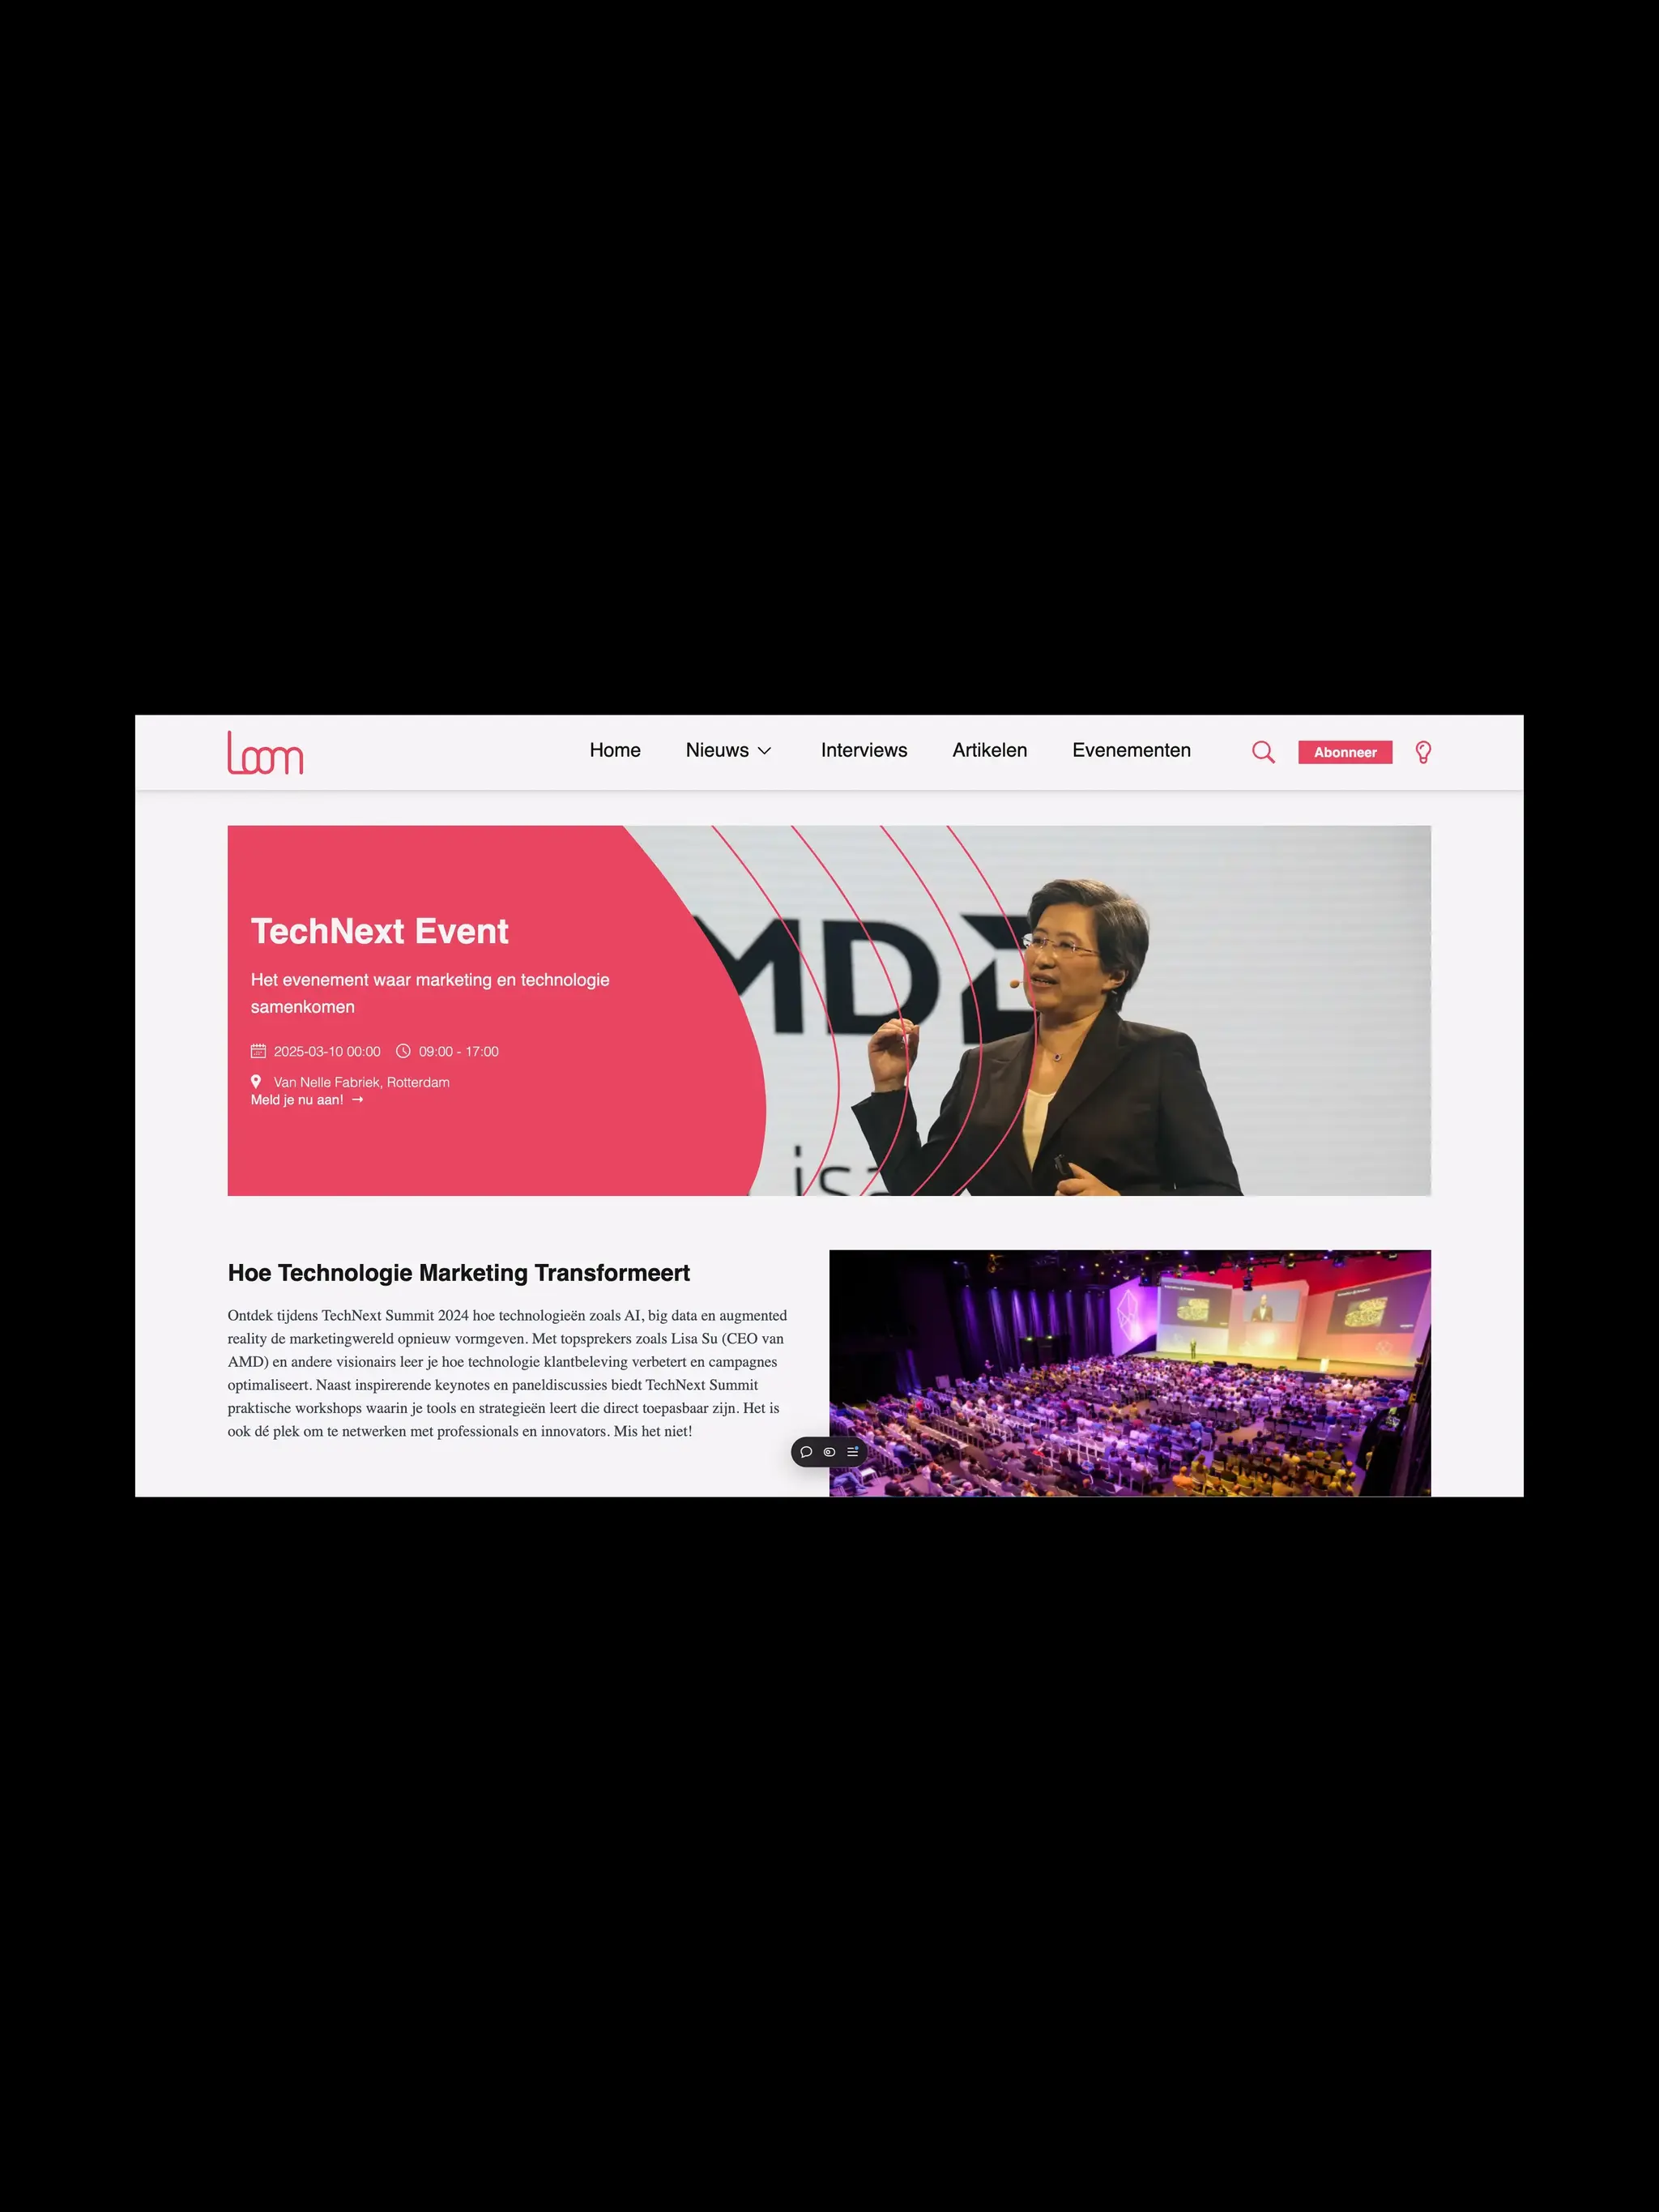 Loom
Home Nieuws Interviews Artikelen Evenementen Abonneer
TechNext Event
Het evenement waar marketing en technologie
samenkomen
2025-03-10 00:00 09:00 - 17:00
Van Nelle Fabriek, Rotterdam
Meld je nu aan! →
MD
isa
Hoe Technologie Marketing Transformeert
Ontdek tijdens TechNext Summit 2024 hoe technologieën zoals AI, big data en augmented
reality de marketingwereld opnieuw vormgeven. Met topsprekers zoals Lisa Su (CEO van
AMD) en andere visionairs leer je hoe technologie klantbeleving verbetert en campagnes
optimaliseert. Naast inspirerende keynotes en paneldiscussies biedt TechNext Summit
praktische workshops waarin je tools en strategieën leert die direct toepasbaar zijn. Het is
ook dé plek om te netwerken met professionals en innovators. Mis het niet!